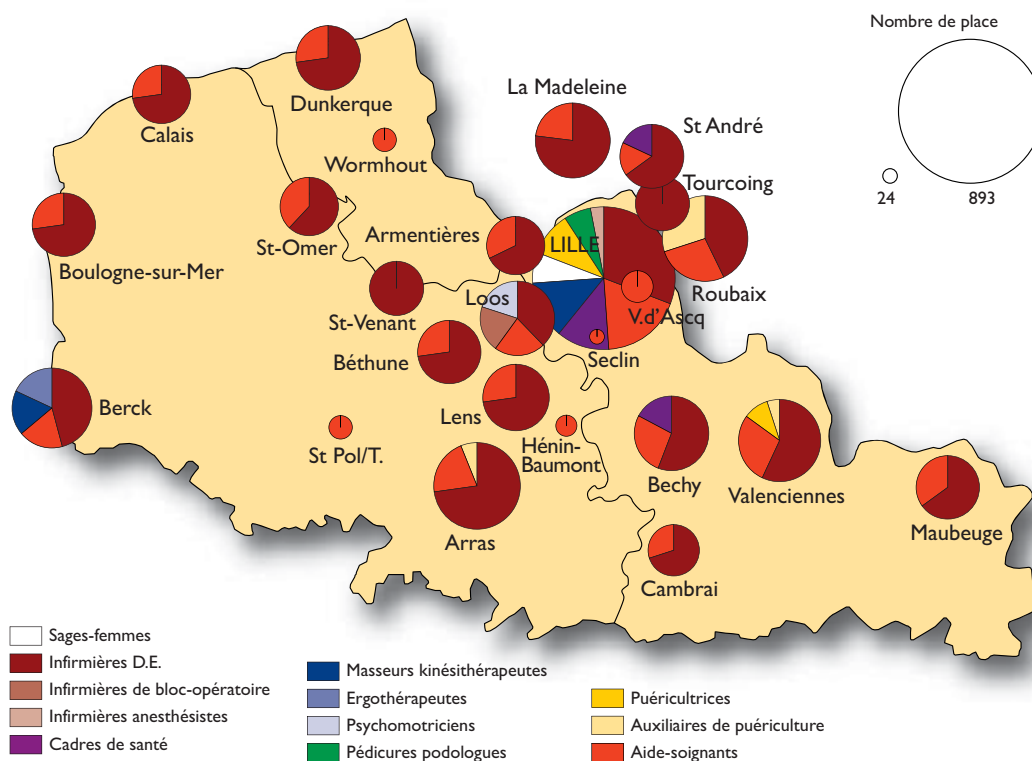 Nombre de place
24
893
La Madeleine
Dunkerque
Calais
St André
Wormhout
Tourcoing
St-Omer
Armentières
LILLE
Boulogne-sur-Mer
Roubaix
Loos
V.d'Ascq
St-Venant
Béthune
Seclin
Berck
Lens
St Pol/T.
Hénin-
Baumont
Bechy
Valenciennes
Maubeuge
Arras
Cambrai
Sages-femmes
Infirmières D.E.
Infirmières de bloc-opératoire
Infirmières anesthésistes
Cadres de santé
Masseurs kinésithérapeutes
Ergothérapeutes
Psychomotriciens
Pédicures podologues
Puéricultrices
Auxiliaires de puériculture
Aide-soignants